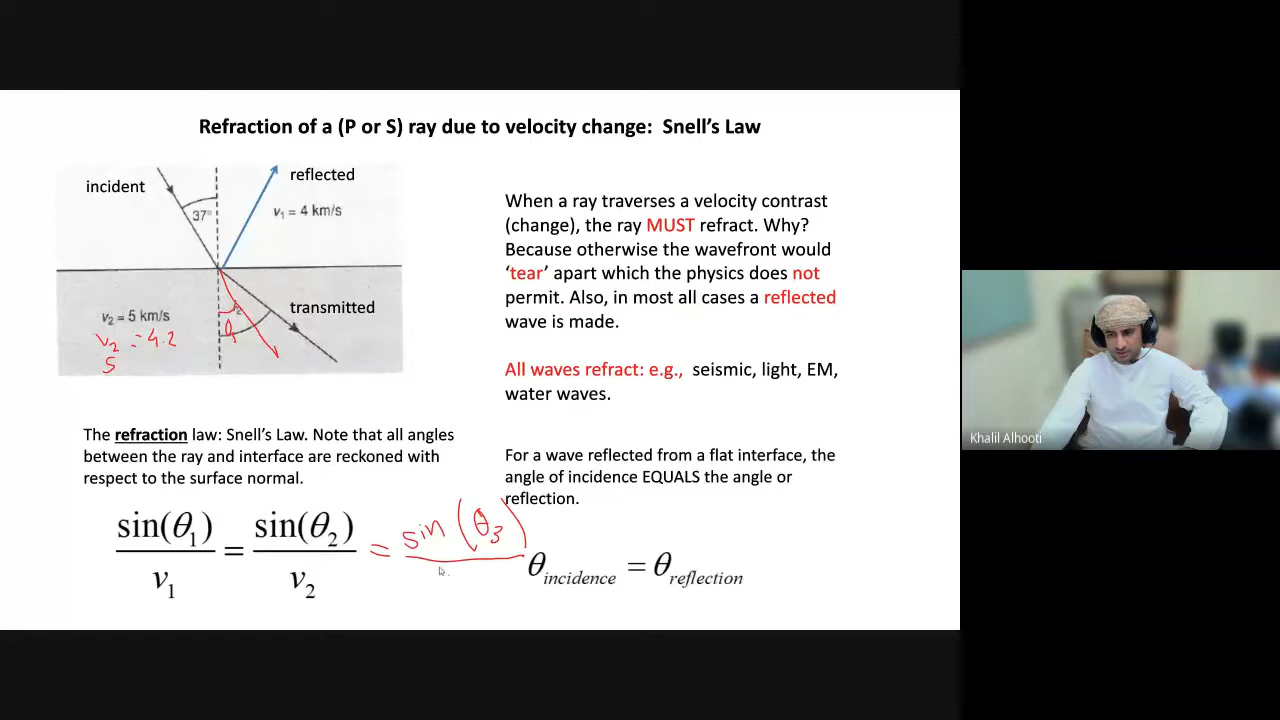 Refraction of a (P or S) ray due to velocity change: Snell's Law
incident
reflected
37°
v₁ = 4 km/s
transmitted
v₂ = 5 km/s
v₂ = 4.2
S
When a ray traverses a velocity contrast
(change), the ray MUST refract. Why?
Because otherwise the wavefront would
‘tear’ apart which the physics does not
permit. Also, in most all cases a reflected
wave is made.
All waves refract: e.g., seismic, light, EM,
water waves.
The refraction law: Snell's Law. Note that all angles
between the ray and interface are reckoned with
respect to the surface normal.
For a wave reflected from a flat interface, the
angle of incidence EQUALS the angle or
reflection.
sin(θ₁)/v₁ = sin(θ₂)/v₂ = sin(θ₃)
θincidence = θreflection
Khalil Alhooti